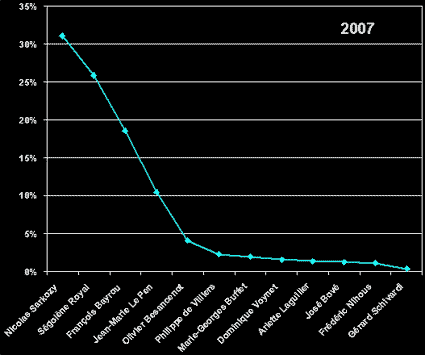 2007
35%
30%
25%
20%
15%
10%
5%
0%
Nicolas Sarkozy
Ségolène Royal
François Bayrou
Jean-Marie Le Pen
Olivier Besancenot
Philippe de Villiers
Marie-Georges Buffet
Dominique Voynet
Arlette Laguiller
José Bové
Frédéric Nihous
Gérard Schivardi